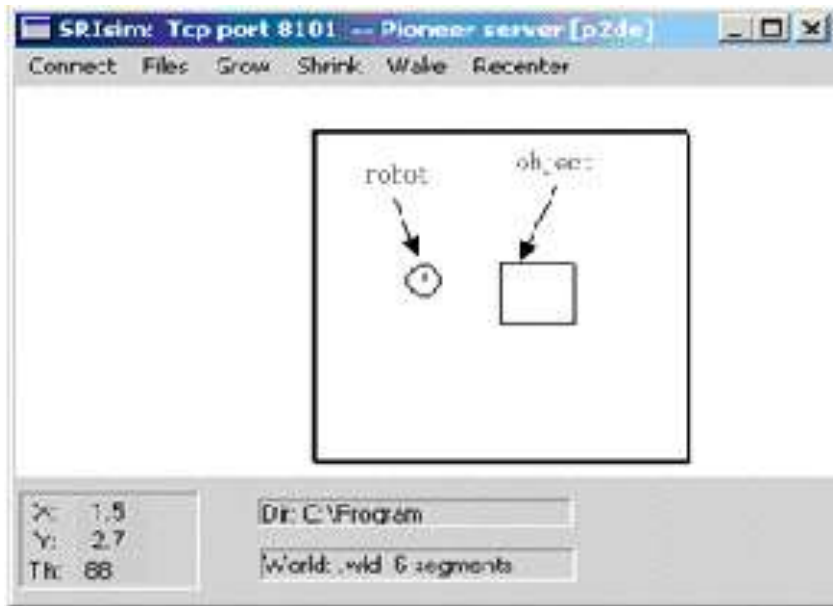 SRIsim: Tcp port 8101 -- Pioneer server [p2de]
Connect Files Grow Shrink Wake Recenter
robot
object
X: 1.5
Y: 2.7
Th: 88
Dir: C:\Program
World: .wld 6 segments